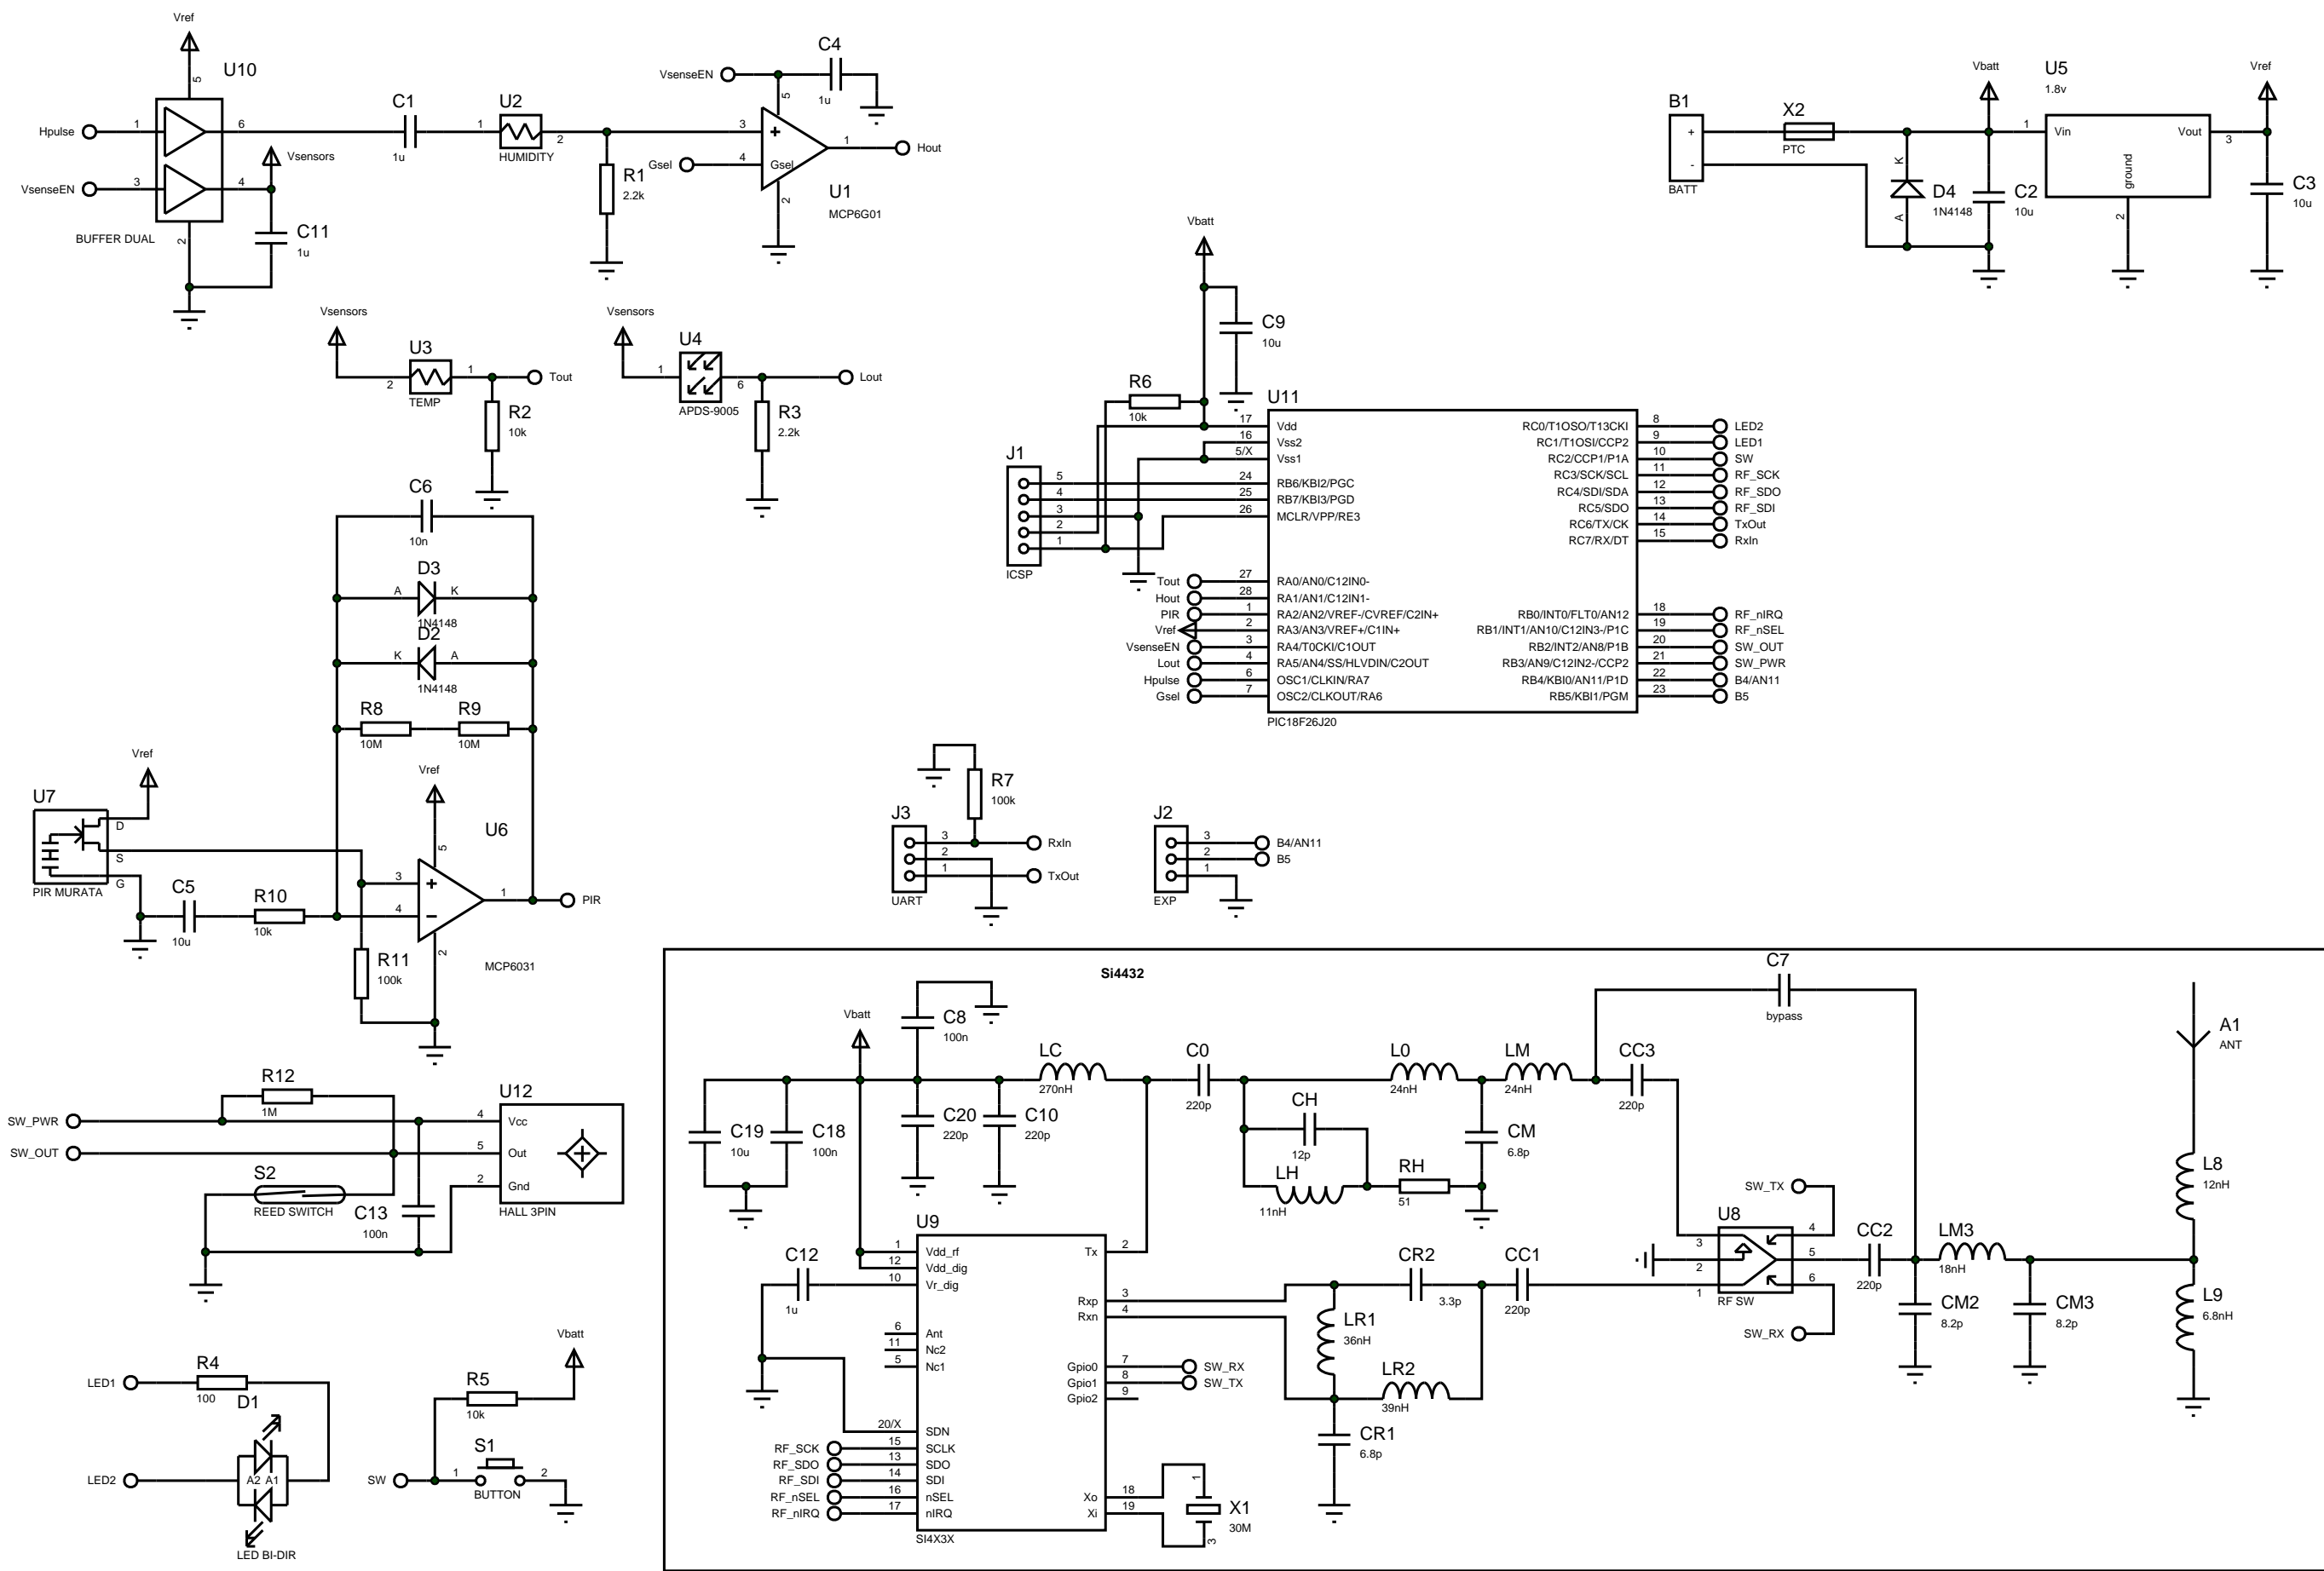 Vref
5
U10
Hpulse
1
6
VsenseEN
3
4
Vsensors
2
BUFFER DUAL
C11
1u
C1
1u
U2
1
2
HUMIDITY
R1
2.2k
VsenseEN
C4
1u
5
3
Gsel
4
Gsel
1
Hout
2
U1
MCP6G01
B1
+
-
BATT
X2
PTC
Vbatt
K
A
D4
1N4148
C2
10u
U5
1.8v
1
Vin
Vout
3
ground
2
Vref
C3
10u
Vsensors
U3
2
1
TEMP
Tout
R2
10k
Vsensors
U4
1
6
APDS-9005
Lout
R3
2.2k
Vbatt
C9
10u
R6
10k
J1
5
4
3
2
1
ICSP
U11
17
Vdd
16
Vss2
5/X
Vss1
24
RB6/KBI2/PGC
25
RB7/KBI3/PGD
26
MCLR/VPP/RE3
Tout
27
RA0/AN0/C12IN0-
Hout
28
RA1/AN1/C12IN1-
PIR
1
RA2/AN2/VREF-/CVREF/C2IN+
Vref
2
RA3/AN3/VREF+/C1IN+
VsenseEN
3
RA4/T0CKI/C1OUT
Lout
4
RA5/AN4/SS/HLVDIN/C2OUT
Hpulse
6
OSC1/CLKIN/RA7
Gsel
7
OSC2/CLKOUT/RA6
PIC18F26J20
RC0/T1OSO/T13CKI
8
LED2
RC1/T1OSI/CCP2
9
LED1
RC2/CCP1/P1A
10
SW
RC3/SCK/SCL
11
RF_SCK
RC4/SDI/SDA
12
RF_SDO
RC5/SDO
13
RF_SDI
RC6/TX/CK
14
TxOut
RC7/RX/DT
15
RxIn
RB0/INT0/FLT0/AN12
18
RF_nIRQ
RB1/INT1/AN10/C12IN3-/P1C
19
RF_nSEL
RB2/INT2/AN8/P1B
20
SW_OUT
RB3/AN9/C12IN2-/CCP2
21
SW_PWR
RB4/KBI0/AN11/P1D
22
B4/AN11
RB5/KBI1/PGM
23
B5
C6
10n
D3
A
K
1N4148
D2
K
A
1N4148
R8
10M
R9
10M
Vref
U7
D
S
G
PIR MURATA
C5
10u
R10
10k
Vref
5
U6
3
4
1
2
PIR
R11
100k
MCP6031
R7
100k
J3
3
2
1
UART
RxIn
TxOut
J2
3
2
1
EXP
B4/AN11
B5
R12
1M
SW_PWR
SW_OUT
S2
REED SWITCH
C13
100n
U12
4
Vcc
5
Out
2
Gnd
HALL 3PIN
LED1
R4
100
D1
A2 A1
LED2
LED BI-DIR
Vbatt
R5
10k
SW
1
S1
2
BUTTON
Si4432
Vbatt
C8
100n
C19
10u
C18
100n
C20
220p
C10
220p
LC
270nH
C0
220p
CH
12p
LH
11nH
RH
51
L0
24nH
CM
6.8p
LM
24nH
C7
bypass
CC3
220p
C12
1u
U9
1
Vdd_rf
12
Vdd_dig
10
Vr_dig
6
Ant
11
Nc2
5
Nc1
20/X
SDN
RF_SCK
15
SCLK
RF_SDO
13
SDO
RF_SDI
14
SDI
RF_nSEL
16
nSEL
RF_nIRQ
17
nIRQ
SI4X3X
Tx
2
Rxp
3
Rxn
4
Gpio0
7
SW_RX
Gpio1
8
SW_TX
Gpio2
9
Xo
18
Xi
19
1
3
X1
30M
CR2
3.3p
CC1
220p
LR1
36nH
LR2
39nH
CR1
6.8p
SW_TX
U8
3
2
1
4
5
6
RF SW
SW_RX
CC2
220p
LM3
18nH
CM2
8.2p
CM3
8.2p
A1
ANT
L8
12nH
L9
6.8nH